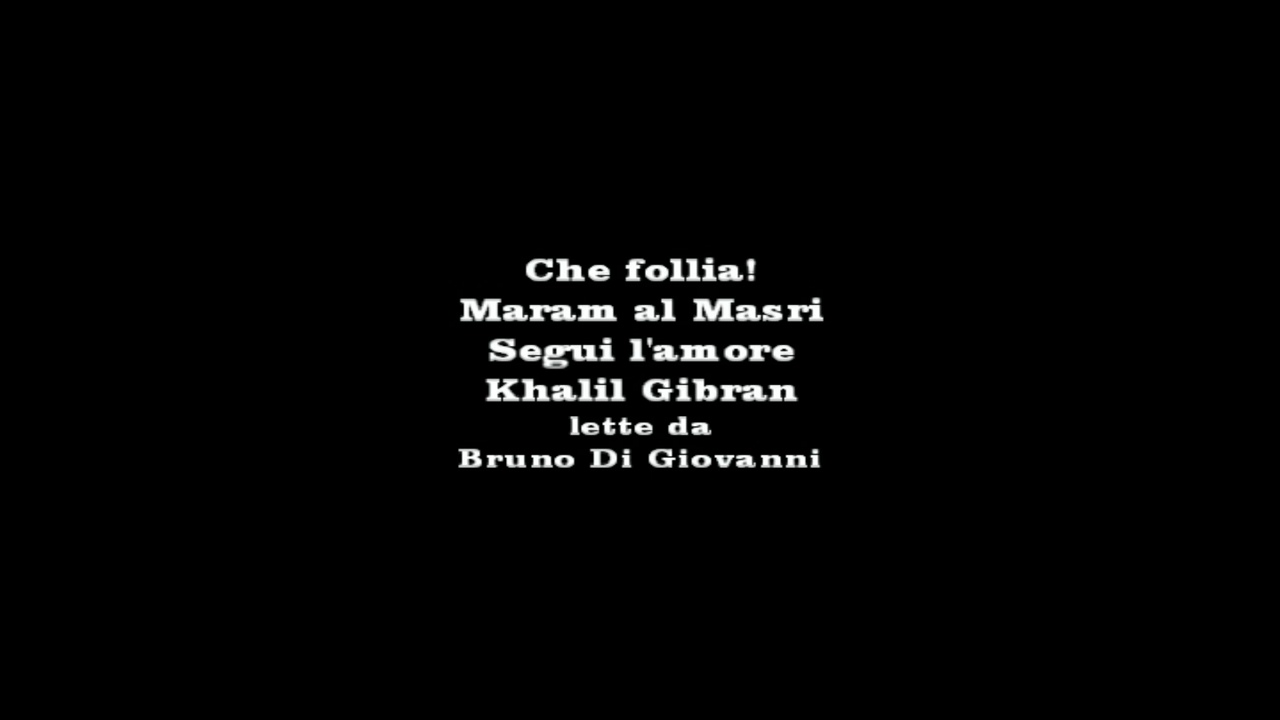 Che follia!
Maram al Masri
Segui l'amore
Khalil Gibran
lette da
Bruno Di Giovanni